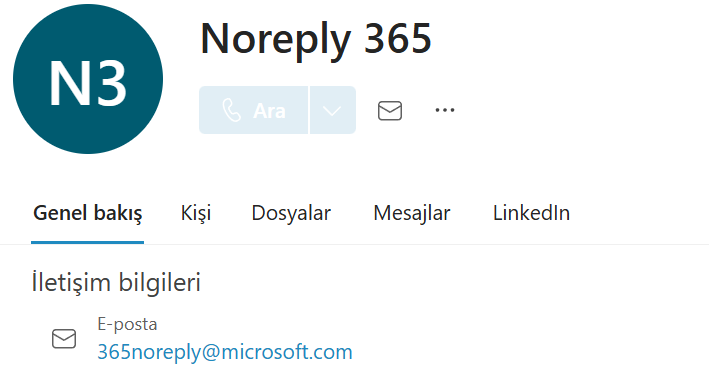 N3
Noreply 365
Ara
Genel bakış Kişi Dosyalar Mesajlar LinkedIn
İletişim bilgileri
E-posta
365noreply@microsoft.com